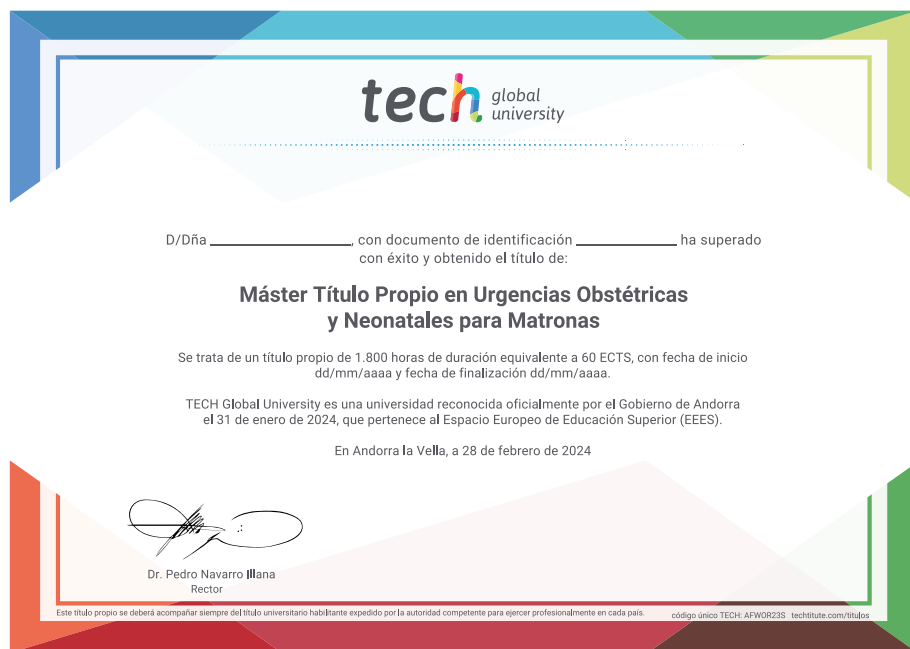 tech global university
D/Dña ______________, con documento de identificación __________ ha superado
con éxito y obtenido el título de:
Máster Título Propio en Urgencias Obstétricas
y Neonatales para Matronas
Se trata de un título propio de 1.800 horas de duración equivalente a 60 ECTS, con fecha de inicio
dd/mm/aaaa y fecha de finalización dd/mm/aaaa.
TECH Global University es una universidad reconocida oficialmente por el Gobierno de Andorra
el 31 de enero de 2024, que pertenece al Espacio Europeo de Educación Superior (EEES).
En Andorra la Vella, a 28 de febrero de 2024
Dr. Pedro Navarro Illana
Rector
Este título propio se deberá acompañar siempre del título universitario habilitante expedido por la autoridad competente para ejercer profesionalmente en cada país.
código único TECH: AFWOR23S techtitute.com/titulos